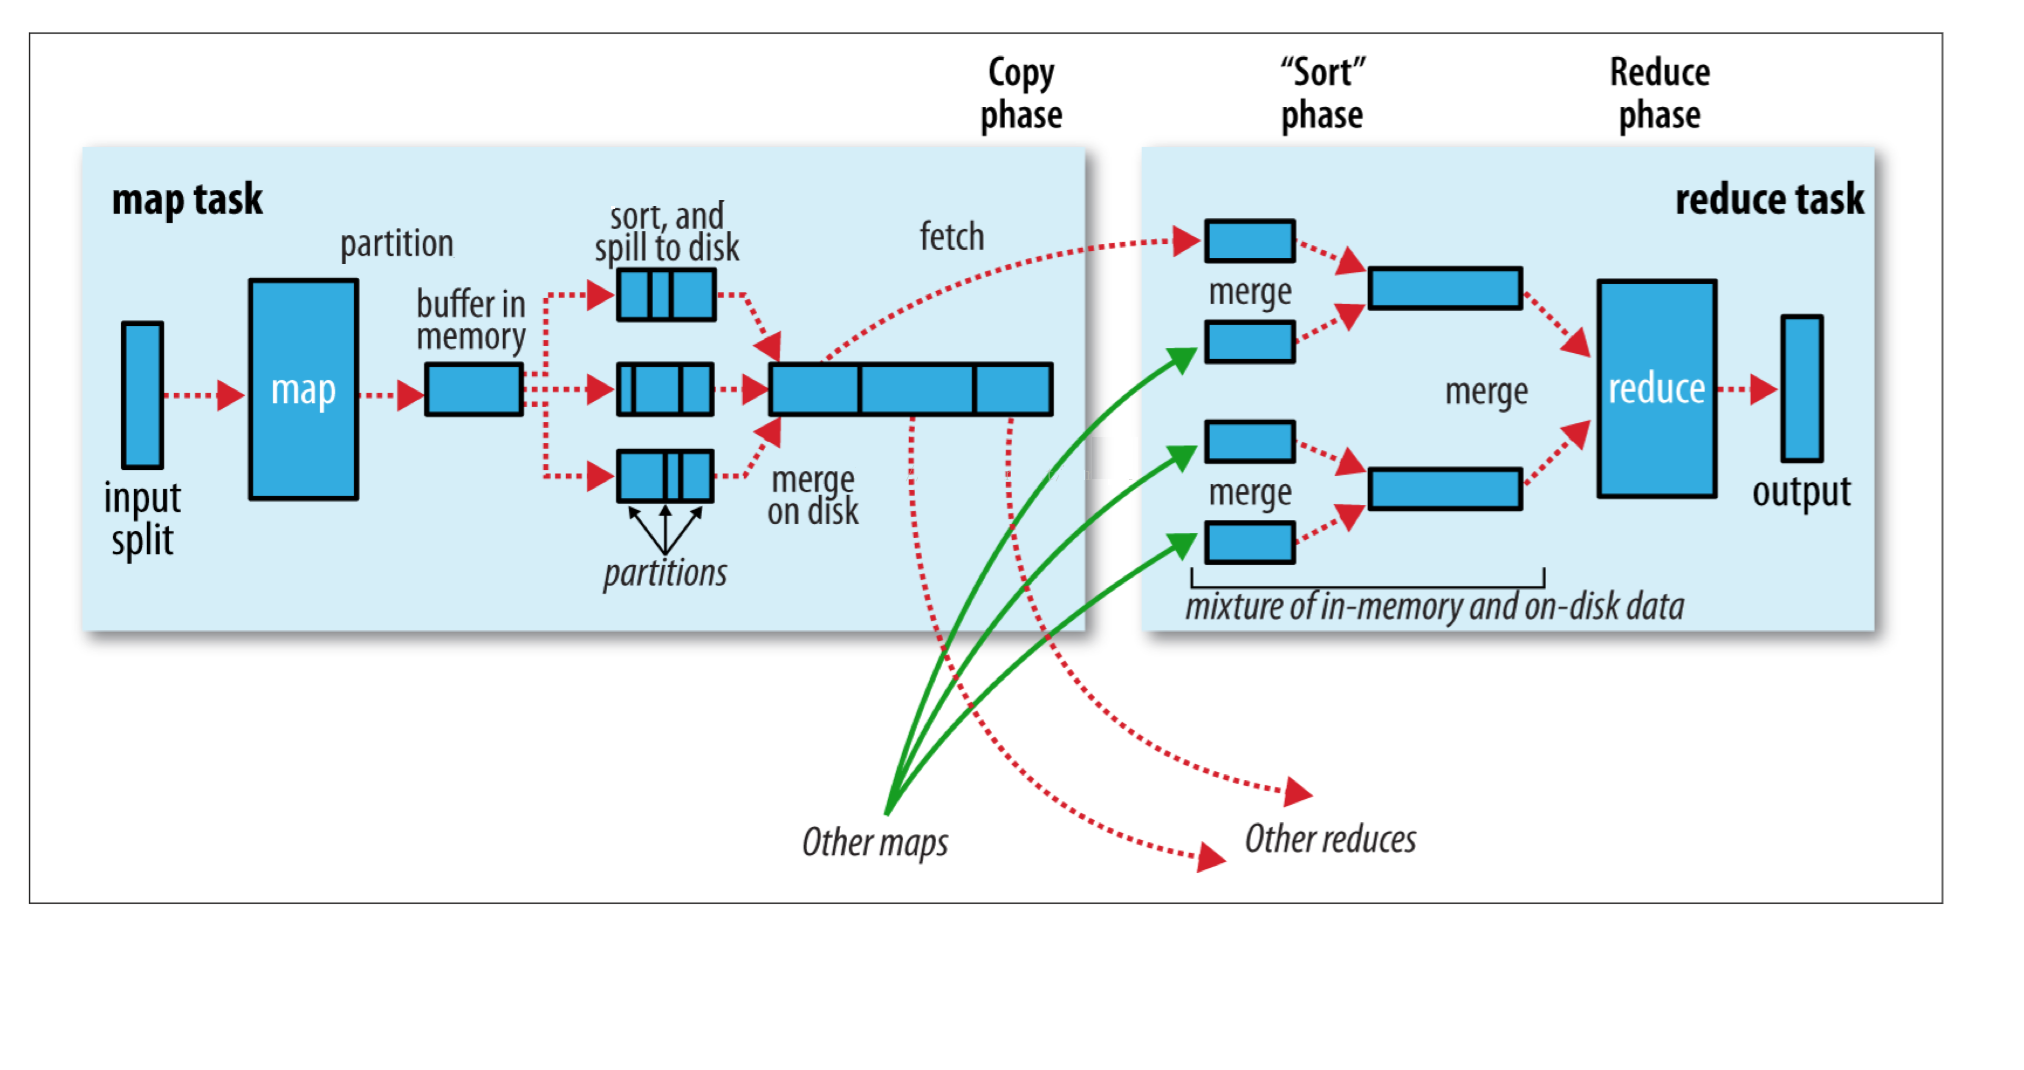 Copy
phase
“Sort”
phase
Reduce
phase
map task
reduce task
partition
sort, and
spill to disk
fetch
buffer in
memory
merge
map
merge
reduce
input
split
merge
on disk
merge
output
partitions
mixture of in-memory and on-disk data
Other maps
Other reduces